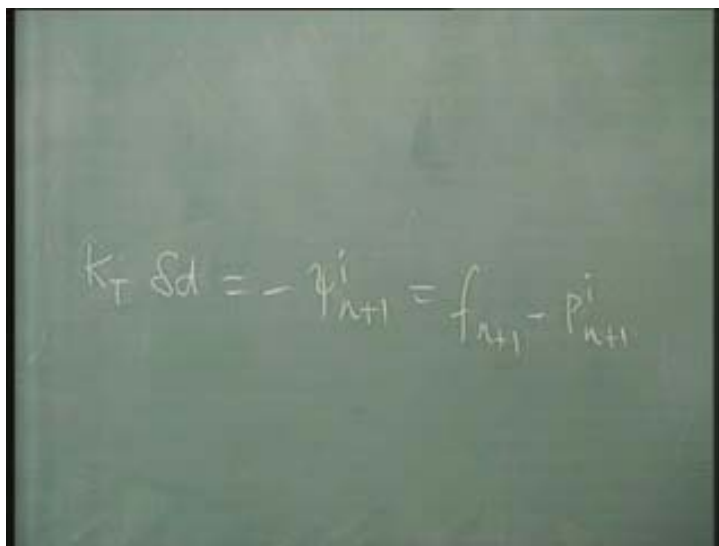 K_T δd = - ψ^i_{n+1} = f_{n+1} - P^i_{n+1}